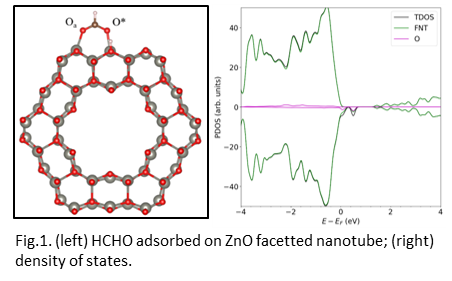 Oa O*
TDOS
FNT
O
40
20
0
−20
−40
PDOS (arb. units)
−4 −2 0 2 4
E − EF (eV)
Fig.1. (left) HCHO adsorbed on ZnO facetted nanotube; (right)
density of states.